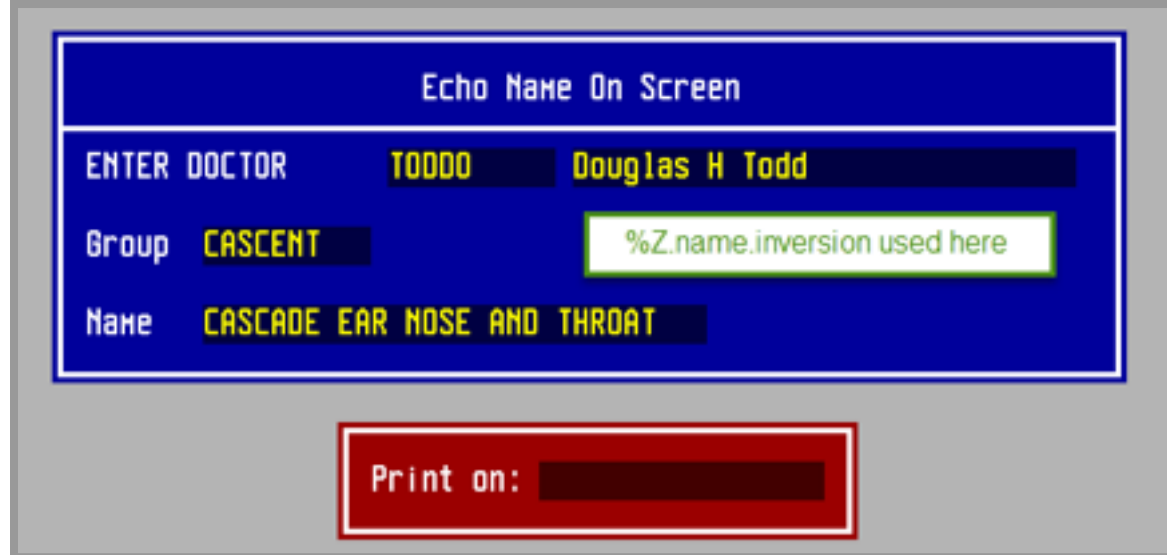 Echo Name On Screen
ENTER DOCTOR TODDO Douglas H Todd
Group CASCENT %Z.name.inversion used here
Name CASCADE EAR NOSE AND THROAT
Print on: